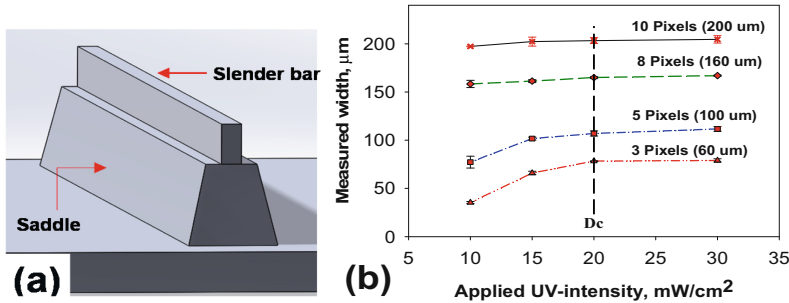 Slender bar
Saddle
(a)
Measured width, μm
200
150
100
50
0
10 Pixels (200 um)
8 Pixels (160 um)
5 Pixels (100 um)
3 Pixels (60 um)
Dc
5 10 15 20 25 30 35
(b) Applied UV-intensity, mW/cm²